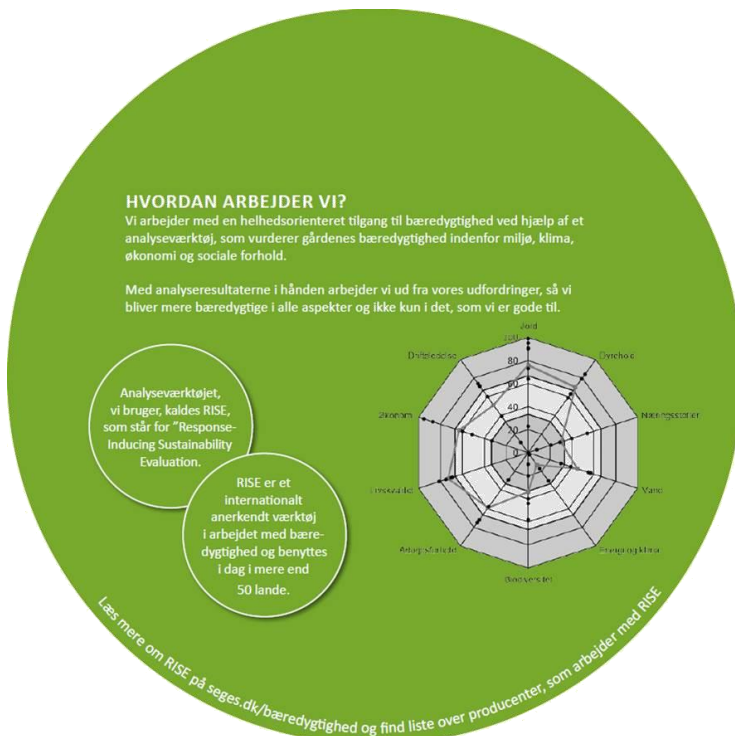 HVORDAN ARBEJDER VI?
Vi arbejder med en helhedsorienteret tilgang til bæredygtighed ved hjælp af et
analyseværktøj, som vurderer gårdenes bæredygtighed indenfor miljø, klima,
økonomi og sociale forhold.
Med analyseresultaterne i hånden arbejder vi ud fra vores udfordringer, så vi
bliver mere bæredygtige i alle aspekter og ikke kun i det, som vi er gode til.
Analyseværktøjet,
vi bruger, kaldes RISE,
som står for ”Response-
Inducing Sustainability
Evaluation.
RISE er et
internationalt
anerkendt værktøj
i arbejdet med bære-
dygtighed og benyttes
i dag i mere end
50 lande.
Jord
100
80
60
40
20
0
Dyrehold
Næringsstoffer
Vand
Energi og klima
Biodiversitet
Arbejdsforhold
Livskvalitet
Økonomi
Driftsledelse
Læs mere om RISE på seges.dk/bæredygtighed og find liste over producenter, som arbejder med RISE